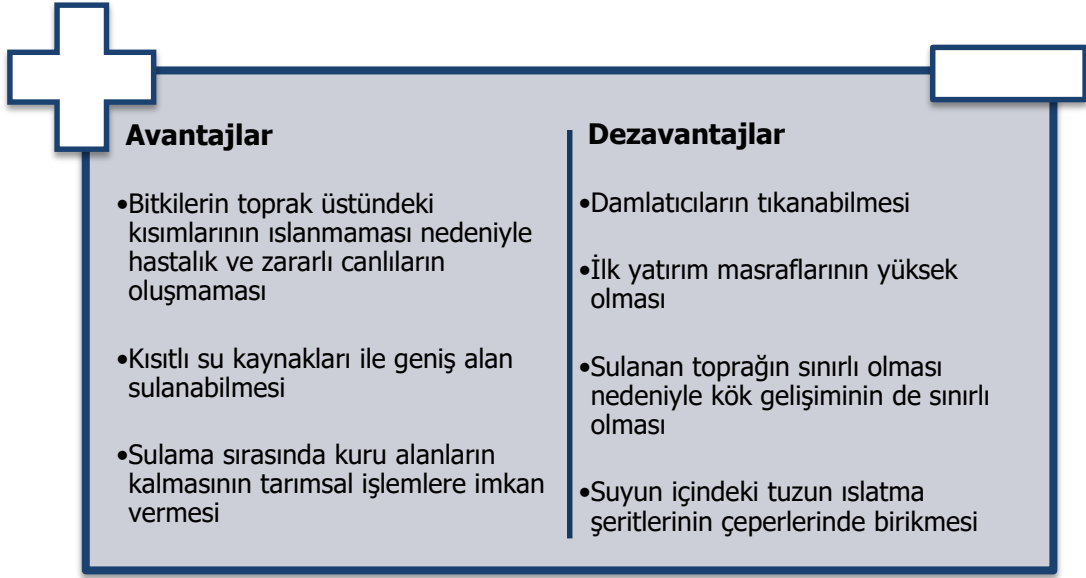 Avantajlar
•Bitkilerin toprak üstündeki
kısımlarının ıslanmaması nedeniyle
hastalık ve zararlı canlıların
oluşmaması
•Kısıtlı su kaynakları ile geniş alan
sulanabilmesi
•Sulama sırasında kuru alanların
kalmasının tarımsal işlemlere imkan
vermesi
Dezavantajlar
•Damlatıcıların tıkanabilmesi
•İlk yatırım masraflarının yüksek
olması
•Sulanan toprağın sınırlı olması
nedeniyle kök gelişiminin de sınırlı
olması
•Suyun içindeki tuzun ıslatma
şeritlerinin çeperlerinde birikmesi